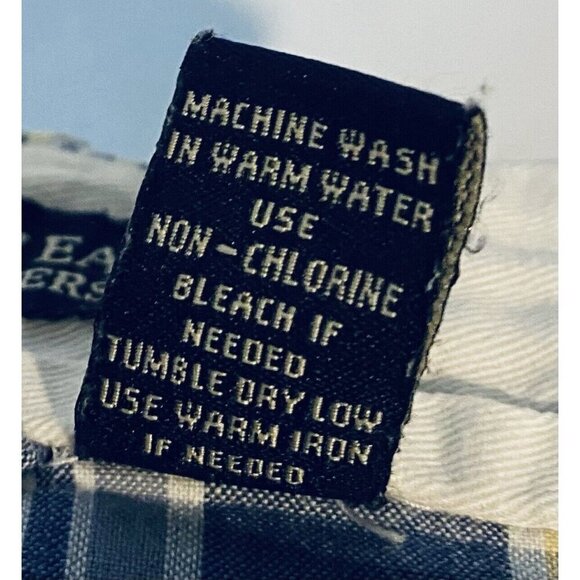 MACHINE WASH
IN WARM WATER
USE
NON-CHLORINE
BLEACH IF
NEEDED
TUMBLE DRY LOW
USE WARM IRON
IF NEEDED